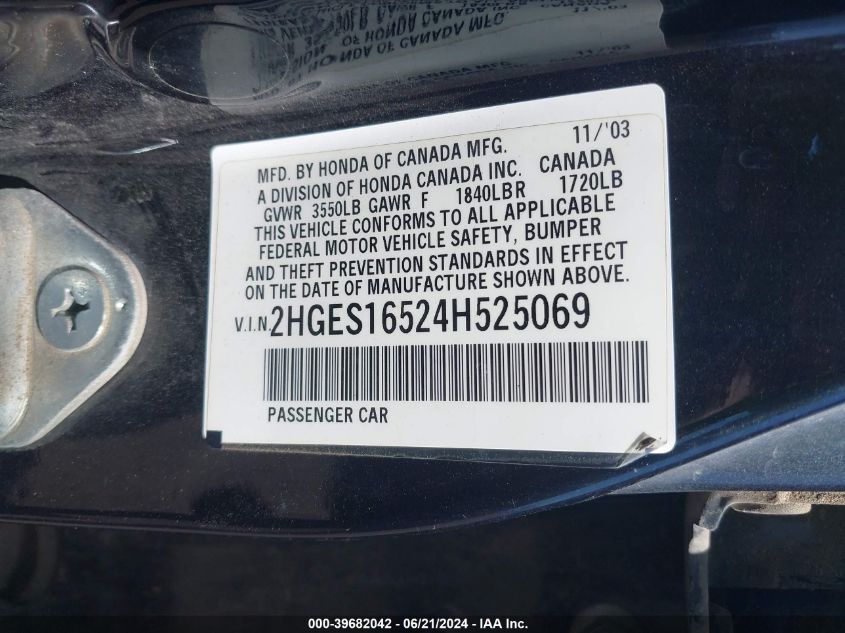 11/'03
MFD. BY HONDA OF CANADA MFG.
A DIVISION OF HONDA CANADA INC. CANADA
GVWR 3550LB GAWR F 1840LBR 1720LB
THIS VEHICLE CONFORMS TO ALL APPLICABLE
FEDERAL MOTOR VEHICLE SAFETY, BUMPER
AND THEFT PREVENTION STANDARDS IN EFFECT
ON THE DATE OF MANUFACTURE SHOWN ABOVE.
V.I.N. 2HGES16524H525069
PASSENGER CAR
000-39682042 - 06/21/2024 - IAA Inc.